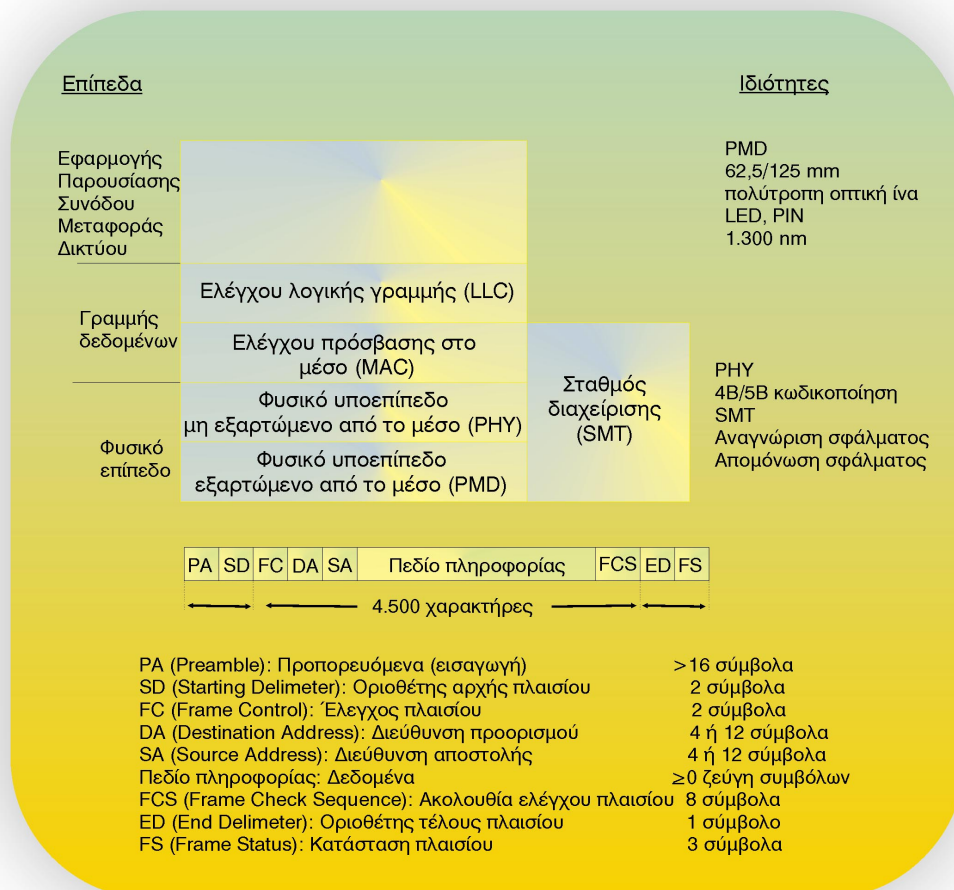 Επίπεδα
Ιδιότητες
Εφαρμογής
Παρουσίασης
Συνόδου
Μεταφοράς
Δικτύου
PMD
62,5/125 mm
πολύτροπη οπτική ίνα
LED, PIN
1.300 nm
Γραμμής
δεδομένων
Ελέγχου λογικής γραμμής (LLC)
Ελέγχου πρόσβασης στο
μέσο (MAC)
Φυσικό
επίπεδο
Φυσικό υποεπίπεδο
μη εξαρτώμενο από το μέσο (PHY)
Φυσικό υποεπίπεδο
εξαρτώμενο από το μέσο (PMD)
Σταθμός
διαχείρισης
(SMT)
PHY
4B/5B κωδικοποίηση
SMT
Αναγνώριση σφάλματος
Απομόνωση σφάλματος
PA SD FC DA SA Πεδίο πληροφορίας FCS ED FS
4.500 χαρακτήρες
PA (Preamble): Προπορευόμενα (εισαγωγή) >16 σύμβολα
SD (Starting Delimeter): Οριοθέτης αρχής πλαισίου 2 σύμβολα
FC (Frame Control): Έλεγχος πλαισίου 2 σύμβολα
DA (Destination Address): Διεύθυνση προορισμού 4 ή 12 σύμβολα
SA (Source Address): Διεύθυνση αποστολής 4 ή 12 σύμβολα
Πεδίο πληροφορίας: Δεδομένα ≥0 ζεύγη συμβόλων
FCS (Frame Check Sequence): Ακολουθία ελέγχου πλαισίου 8 σύμβολα
ED (End Delimeter): Οριοθέτης τέλους πλαισίου 1 σύμβολο
FS (Frame Status): Κατάσταση πλαισίου 3 σύμβολα